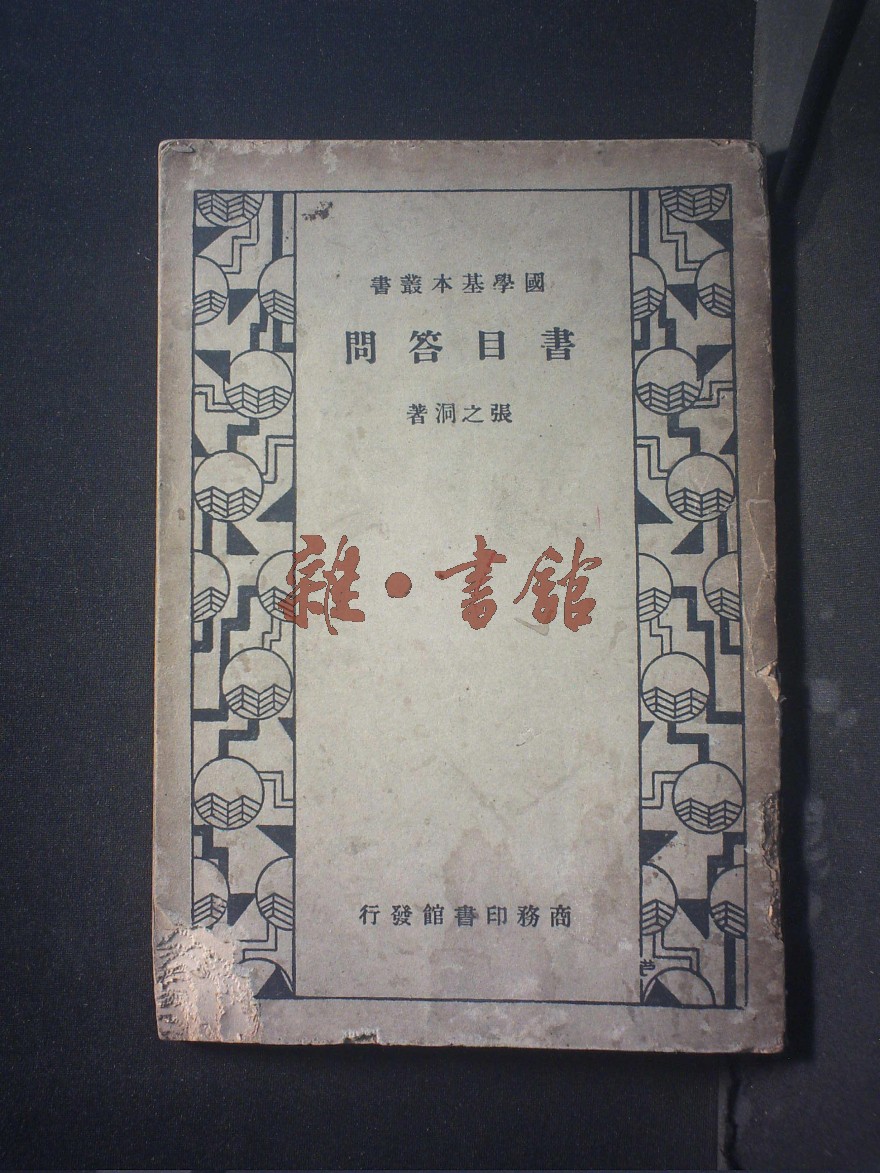 國學基本叢書
書目答問
張之洞著
雜·書館
商務印書館發行